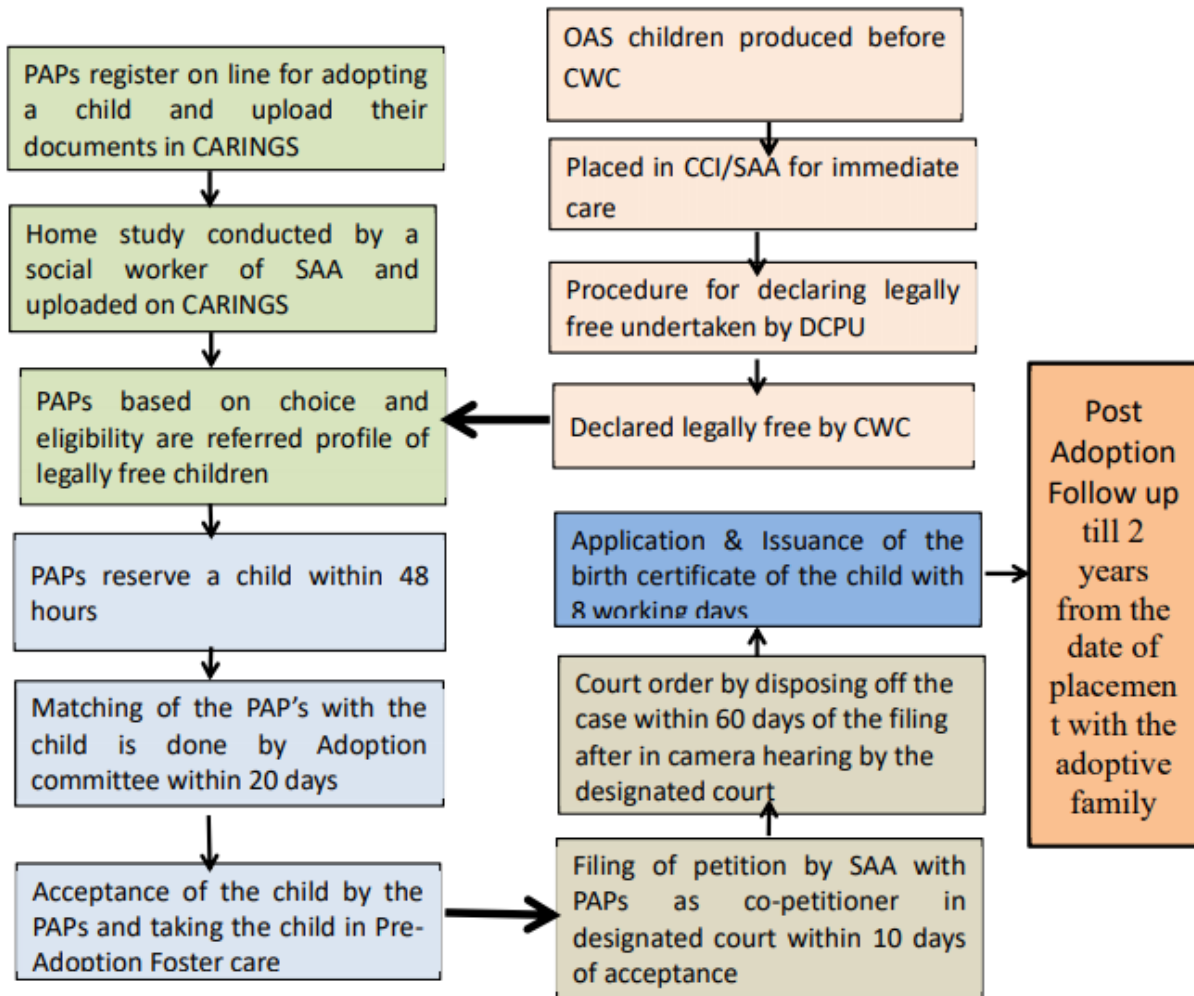 PAPs register on line for adopting
a child and upload their
documents in CARINGS
Home study conducted by a
social worker of SAA and
uploaded on CARINGS
PAPs based on choice and
eligibility are referred profile of
legally free children
PAPs reserve a child within 48
hours
Matching of the PAP’s with the
child is done by Adoption
committee within 20 days
Acceptance of the child by the
PAPs and taking the child in Pre-
Adoption Foster care
OAS children produced before
CWC
Placed in CCI/SAA for immediate
care
Procedure for declaring legally
free undertaken by DCPU
Declared legally free by CWC
Application & Issuance of the
birth certificate of the child with
8 working days
Court order by disposing off the
case within 60 days of the filing
after in camera hearing by the
designated court
Filing of petition by SAA with
PAPs as co-petitioner in
designated court within 10 days
of acceptance
Post
Adoption
Follow up
till 2
years
from the
date of
placemen
t with the
adoptive
family